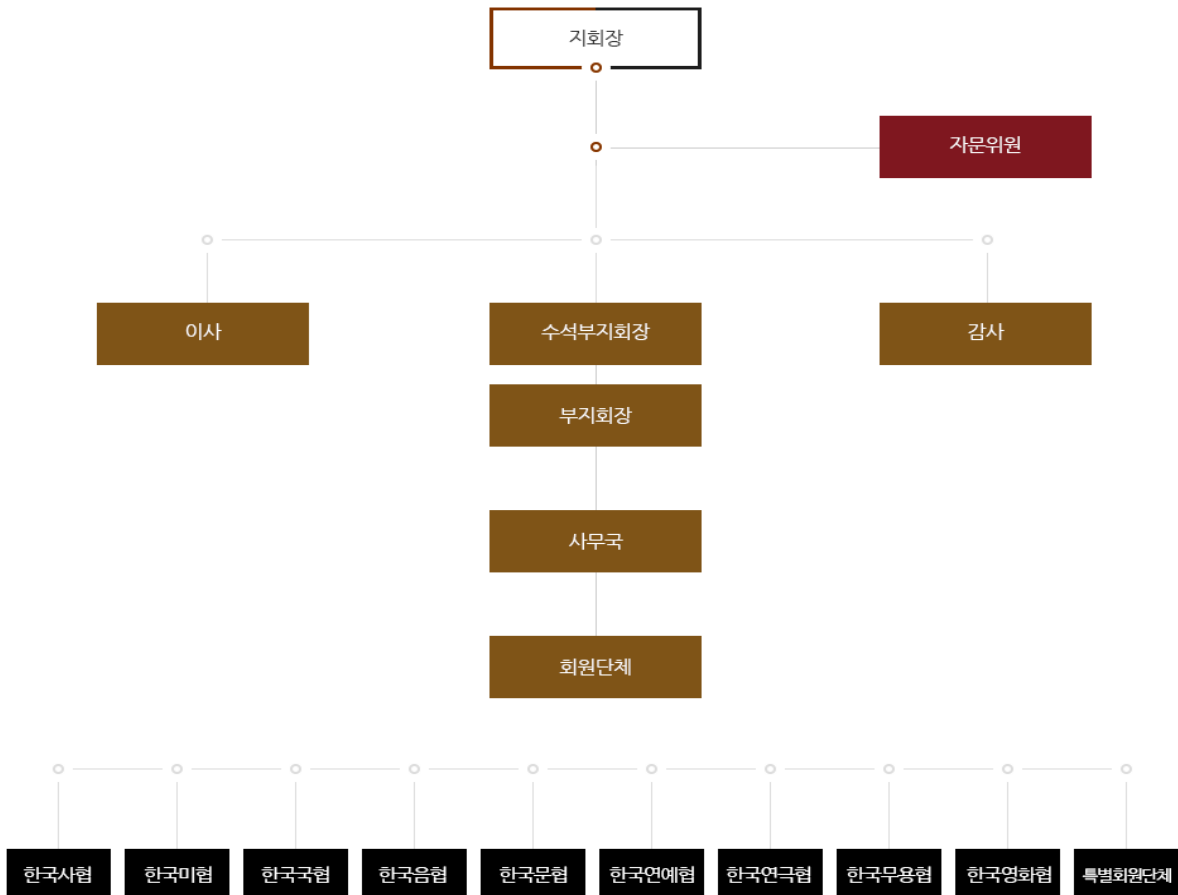 지회장
자문위원
이사
수석부지회장
감사
부지회장
사무국
회원단체
한국사협
한국미협
한국국협
한국음협
한국문협
한국연예협
한국연극협
한국무용협
한국영화협
특별회원단체